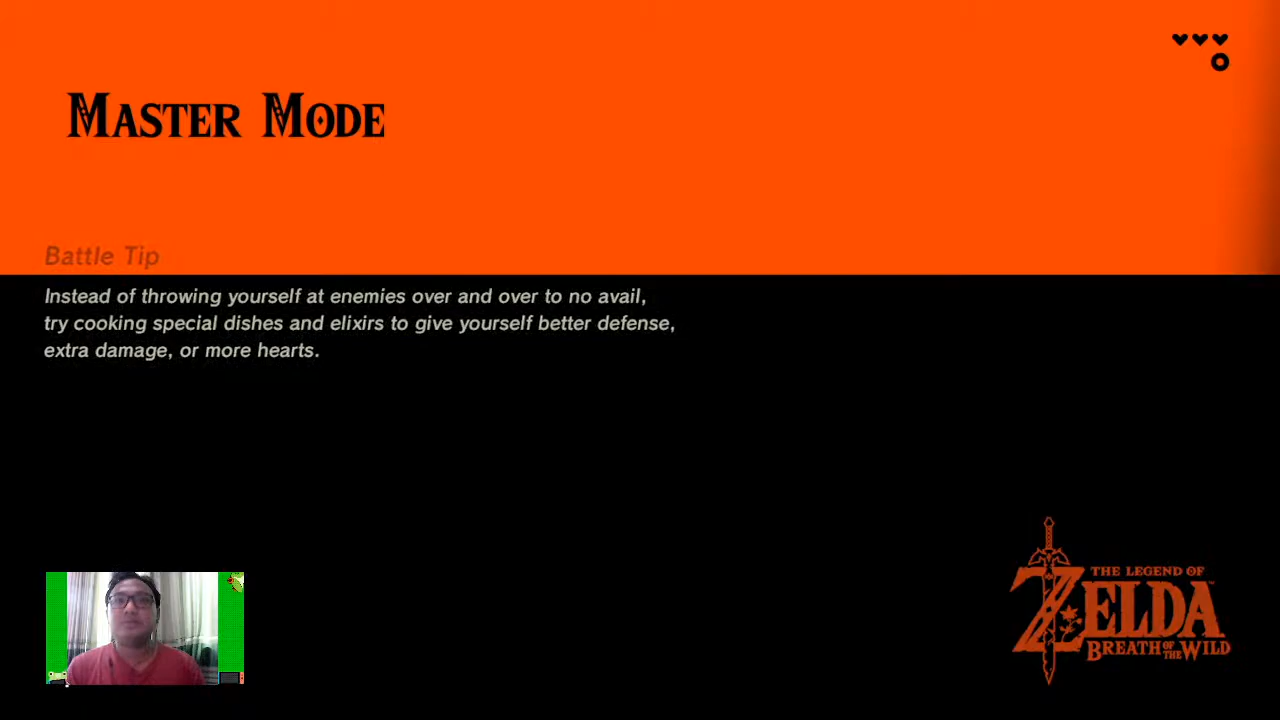 Master Mode
Battle Tip
Instead of throwing yourself at enemies over and over to no avail,
try cooking special dishes and elixirs to give yourself better defense,
extra damage, or more hearts.
THE LEGEND OF
ZELDA™
BREATH OF THE WILD